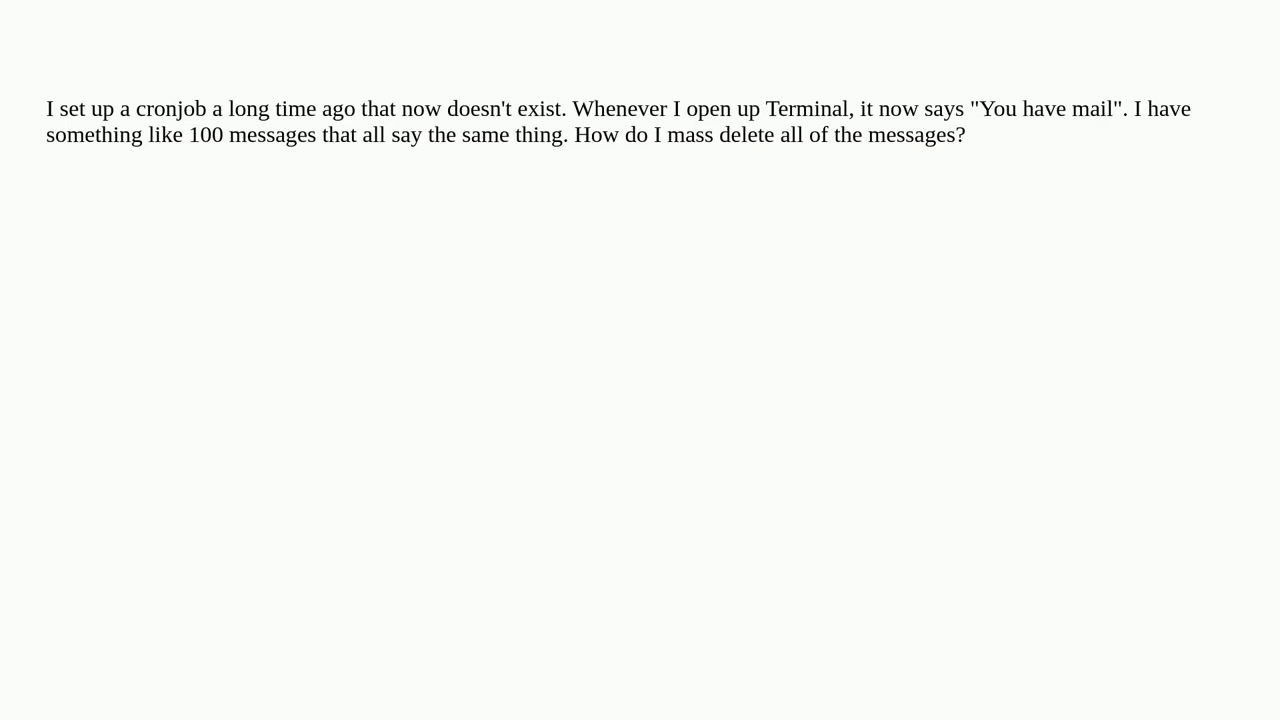 I set up a cronjob a long time ago that now doesn't exist. Whenever I open up Terminal, it now says "You have mail". I have
something like 100 messages that all say the same thing. How do I mass delete all of the messages?